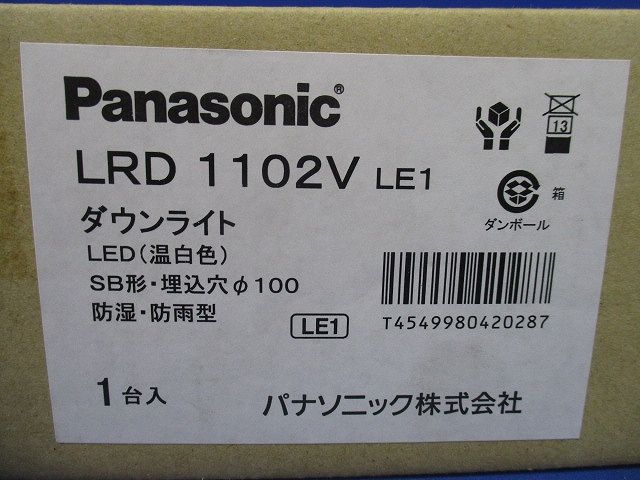 Panasonic®
LRD 1102V LE1
ダウンライト
LED(温白色)
SB形・埋込穴φ100
防湿・防雨型
LE1
1台入
13
箱
ダンボール
T4549980420287
パナソニック株式会社